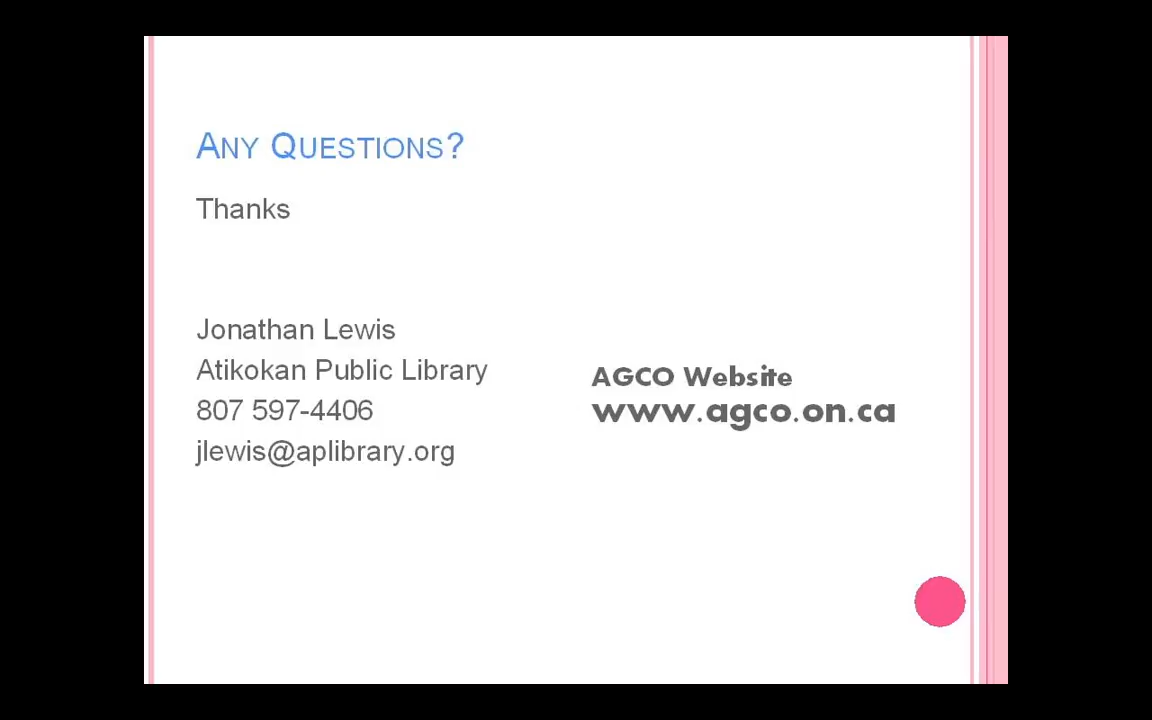 Any Questions?
Thanks
Jonathan Lewis
Atikokan Public Library
807 597-4406
jlewis@aplibrary.org
AGCO Website
www.agco.on.ca